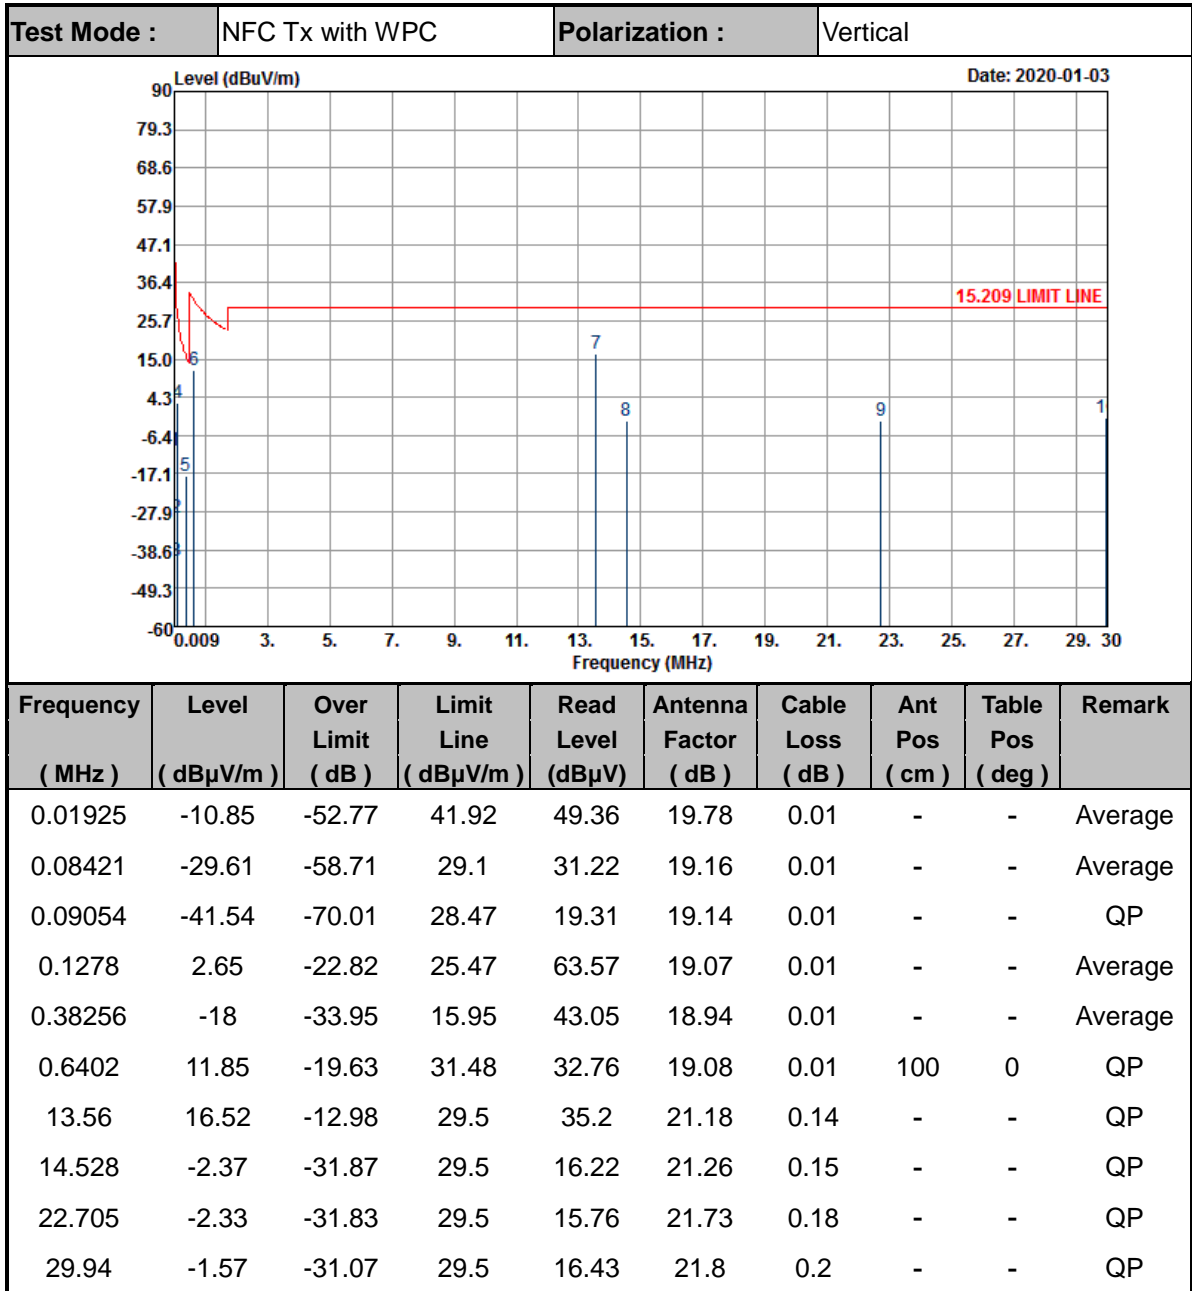 Test Mode : NFC Tx with WPC Polarization : Vertical
Level (dBuV/m) Date: 2020-01-03
90
79.3
68.6
57.9
47.1
36.4
15.209 LIMIT LINE
25.7
7
15.0 6
4.3 4 8 9 1
-6.4
-17.1 5
-27.9 2
-38.6 3
-49.3
-60
0.009 3. 5. 7. 9. 11. 13. 15. 17. 19. 21. 23. 25. 27. 29. 30
Frequency (MHz)
Frequency Level Over Limit Read Antenna Cable Ant Table Remark
Limit Line Level Factor Loss Pos Pos
( MHz ) ( dBµV/m ) ( dB ) ( dBµV/m ) (dBµV) ( dB ) ( dB ) ( cm ) ( deg )
0.01925 -10.85 -52.77 41.92 49.36 19.78 0.01 - - Average
0.08421 -29.61 -58.71 29.1 31.22 19.16 0.01 - - Average
0.09054 -41.54 -70.01 28.47 19.31 19.14 0.01 - - QP
0.1278 2.65 -22.82 25.47 63.57 19.07 0.01 - - Average
0.38256 -18 -33.95 15.95 43.05 18.94 0.01 - - Average
0.6402 11.85 -19.63 31.48 32.76 19.08 0.01 100 0 QP
13.56 16.52 -12.98 29.5 35.2 21.18 0.14 - - QP
14.528 -2.37 -31.87 29.5 16.22 21.26 0.15 - - QP
22.705 -2.33 -31.83 29.5 15.76 21.73 0.18 - - QP
29.94 -1.57 -31.07 29.5 16.43 21.8 0.2 - - QP